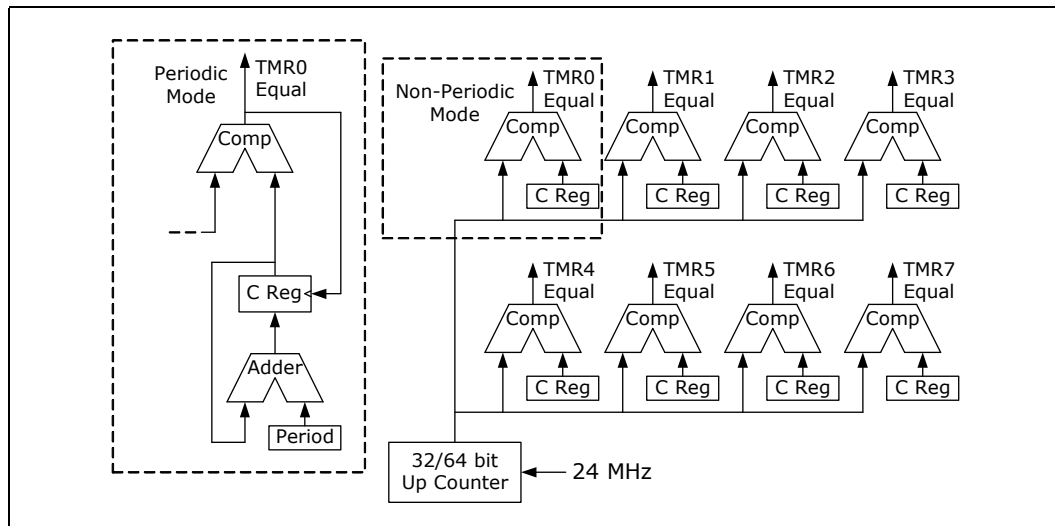 Periodic
Mode
TMR0
Equal
Comp
C Reg
Adder
Period
Non-Periodic
Mode
TMR0
Equal
Comp
C Reg
TMR1
Equal
Comp
C Reg
TMR2
Equal
Comp
C Reg
TMR3
Equal
Comp
C Reg
TMR4
Equal
Comp
C Reg
TMR5
Equal
Comp
C Reg
TMR6
Equal
Comp
C Reg
TMR7
Equal
Comp
C Reg
32/64 bit
Up Counter
24 MHz